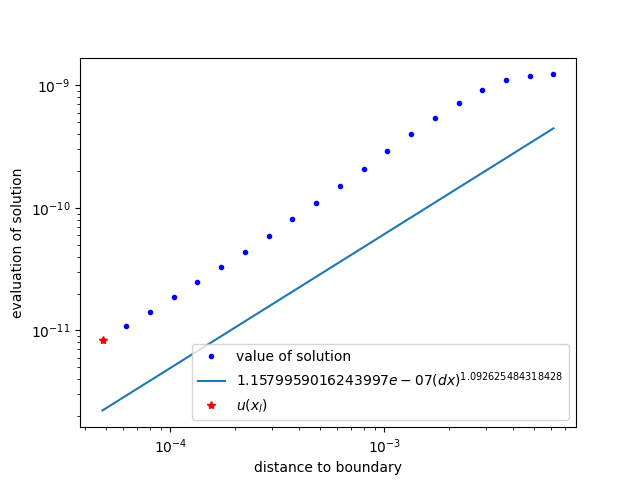 10^{-9}
10^{-10}
10^{-11}
evaluation of solution
value of solution
1.1579959016243997e − 07(dx)^{1.092625484318428}
u(x_I)
10^{-4} 10^{-3}
distance to boundary